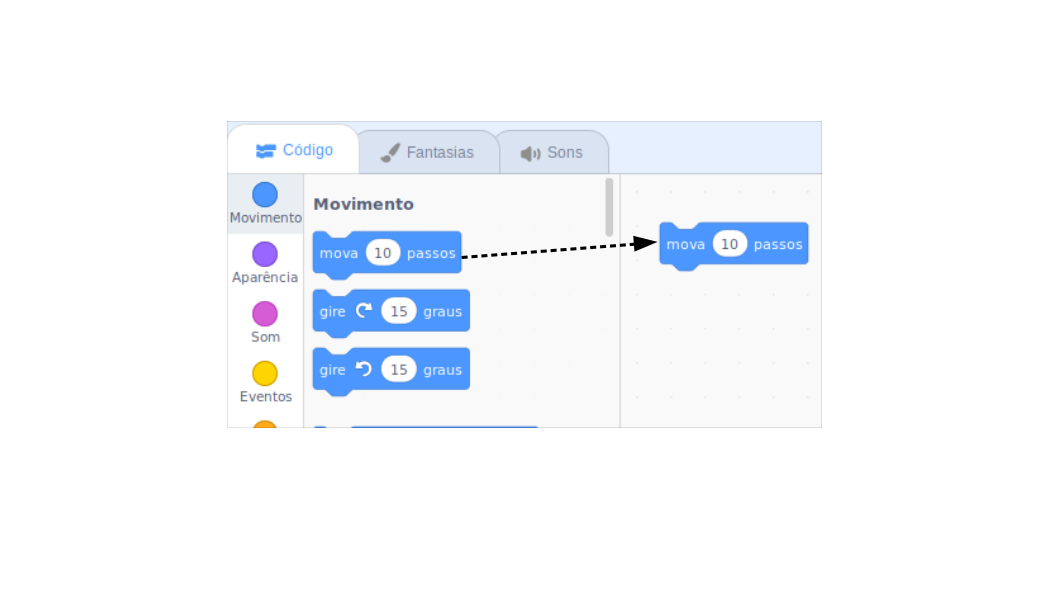 Código
Fantasias
Sons
Movimento
Aparência
Som
Eventos
Movimento
mova 10 passos
gire 15 graus
gire 15 graus
mova 10 passos